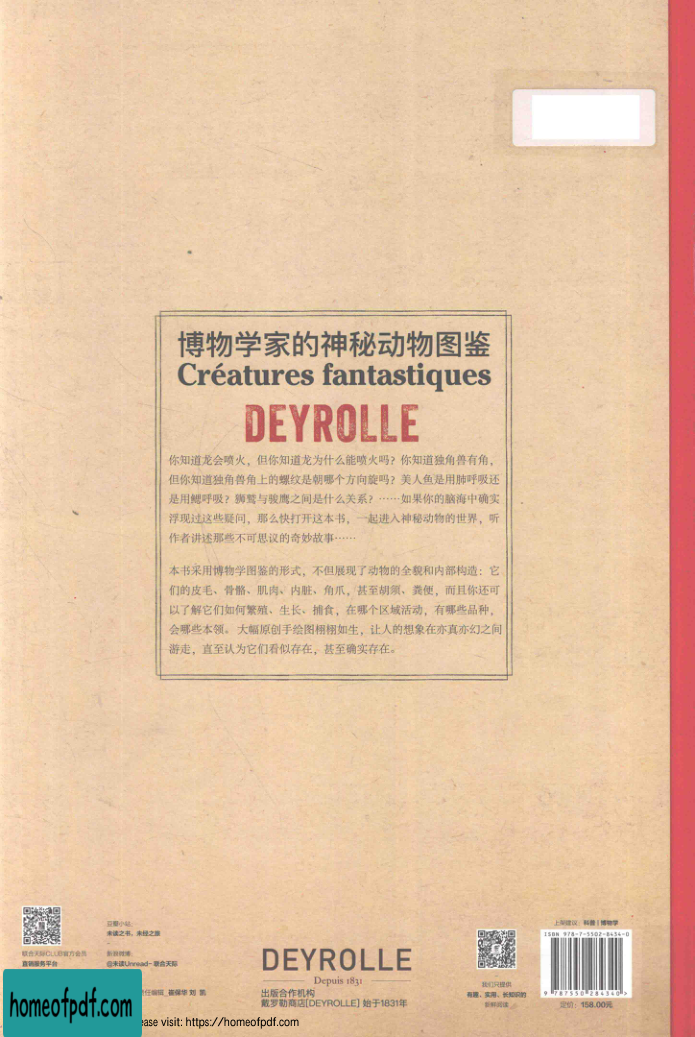 博物学家的神秘动物图鉴
Créatures fantastiques
DEYROLLE
你知道龙会喷火，但你知道龙为什么能喷火吗？你知道独角兽有角，
但你知道独角兽角上的螺纹是朝哪个方向旋吗？美人鱼是用肺呼吸还
是用鳃呼吸？狮鹫与骏鹰之间是什么关系？……如果你的脑海中确实
浮现过这些疑问，那么快打开这本书，一起进入神秘动物的世界，听
作者讲述那些不可思议的奇妙故事……
本书采用博物学图鉴的形式，不但展现了动物的全貌和内部构造：它
们的皮毛、骨骼、肌肉、内脏、角爪，甚至胡须、粪便，而且你还可
以了解它们如何繁殖、生长、捕食，在哪个区域活动，有哪些品种，
会哪些本领。大幅原创手绘图栩栩如生，让人的想象在亦真亦幻之间
游走，直至认为它们看似存在，甚至确实存在。
豆瓣小站：
未读之书，未经之旅
新浪微博：
@未读Unread-联合天际
直销服务平台
责任编辑_崔保华 刘 凯
DEYROLLE
Depuis 1831
出版合作机构
戴罗勒商店[DEYROLLE] 始于1831年
我们只提供
有趣、实用、长知识的
新鲜阅读
上架建议：科普 | 博物学
ISBN 978-7-5502-8434-0
9 787550 284340 >
定价：158.00元
homeofpdf.com
ease visit: https://homeofpdf.com